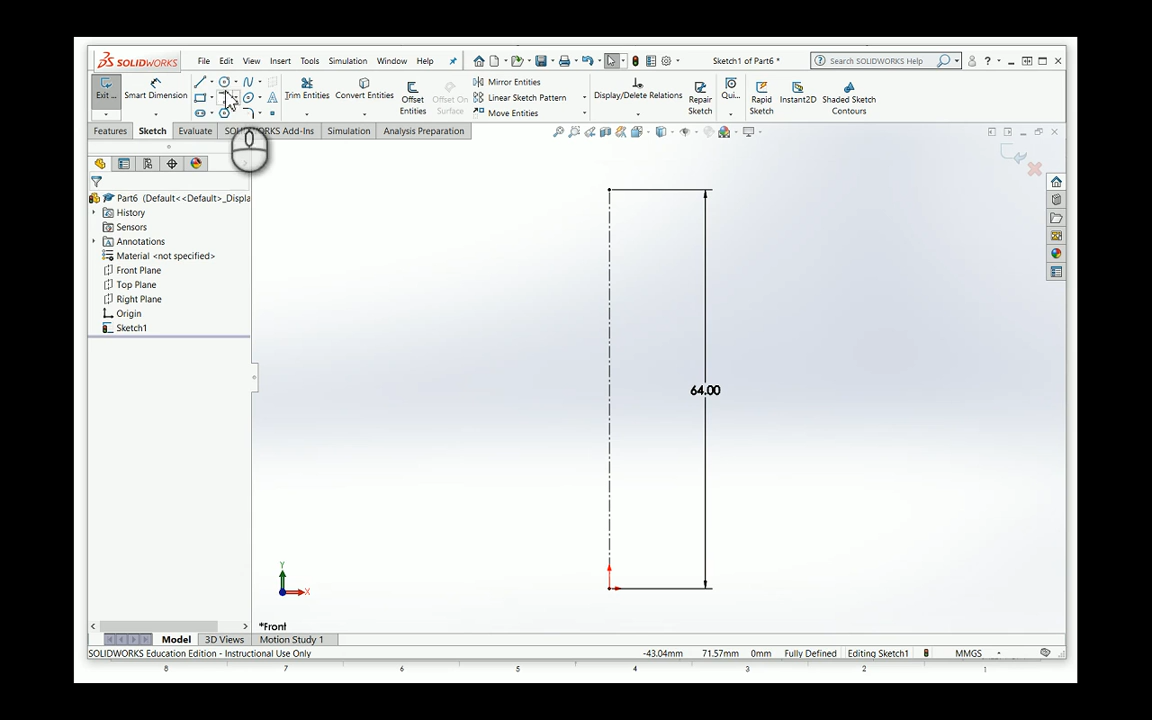 SOLIDWORKS File Edit View Insert Tools Simulation Window Help Sketch1 of Part6 * Search SOLIDWORKS Help
Exit ... Smart Dimension Trim Entities Convert Entities Offset Entities Offset On Surface Mirror Entities Linear Sketch Pattern Move Entities Display/Delete Relations Repair Sketch Qui... Rapid Sketch Instant2D Shaded Sketch Contours
Features Sketch Evaluate SOLIDWORKS Add-Ins Simulation Analysis Preparation
Part6 (Default<<Default>_Displa
History
Sensors
Annotations
Material <not specified>
Front Plane
Top Plane
Right Plane
Origin
Sketch1
64.00
Y
X
*Front
Model 3D Views Motion Study 1
SOLIDWORKS Education Edition - Instructional Use Only -43.04mm 71.57mm 0mm Fully Defined Editing Sketch1 MMGS
8 7 6 5 4 3 2 1